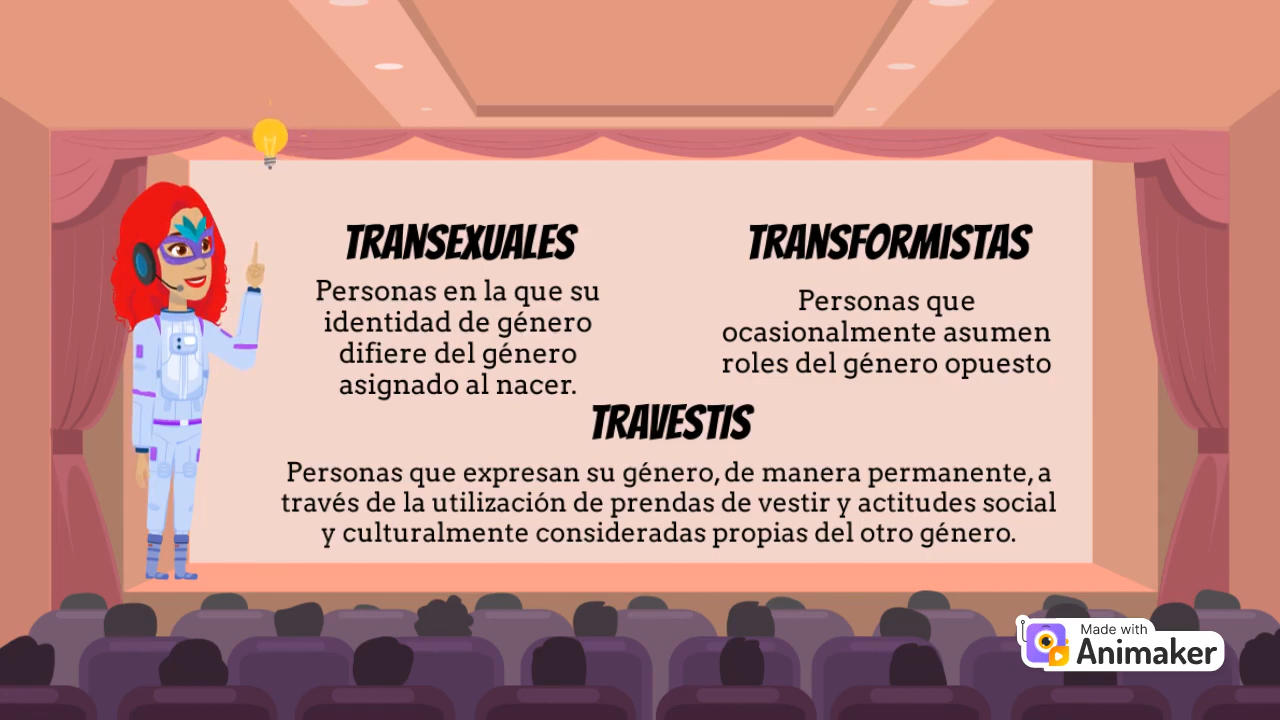 TRANSEXUALES
Personas en la que su
identidad de género
difiere del género
asignado al nacer.
TRANSFORMISTAS
Personas que
ocasionalmente asumen
roles del género opuesto
TRAVESTIS
Personas que expresan su género, de manera permanente, a
través de la utilización de prendas de vestir y actitudes social
y culturalmente consideradas propias del otro género.
Made with
Animaker